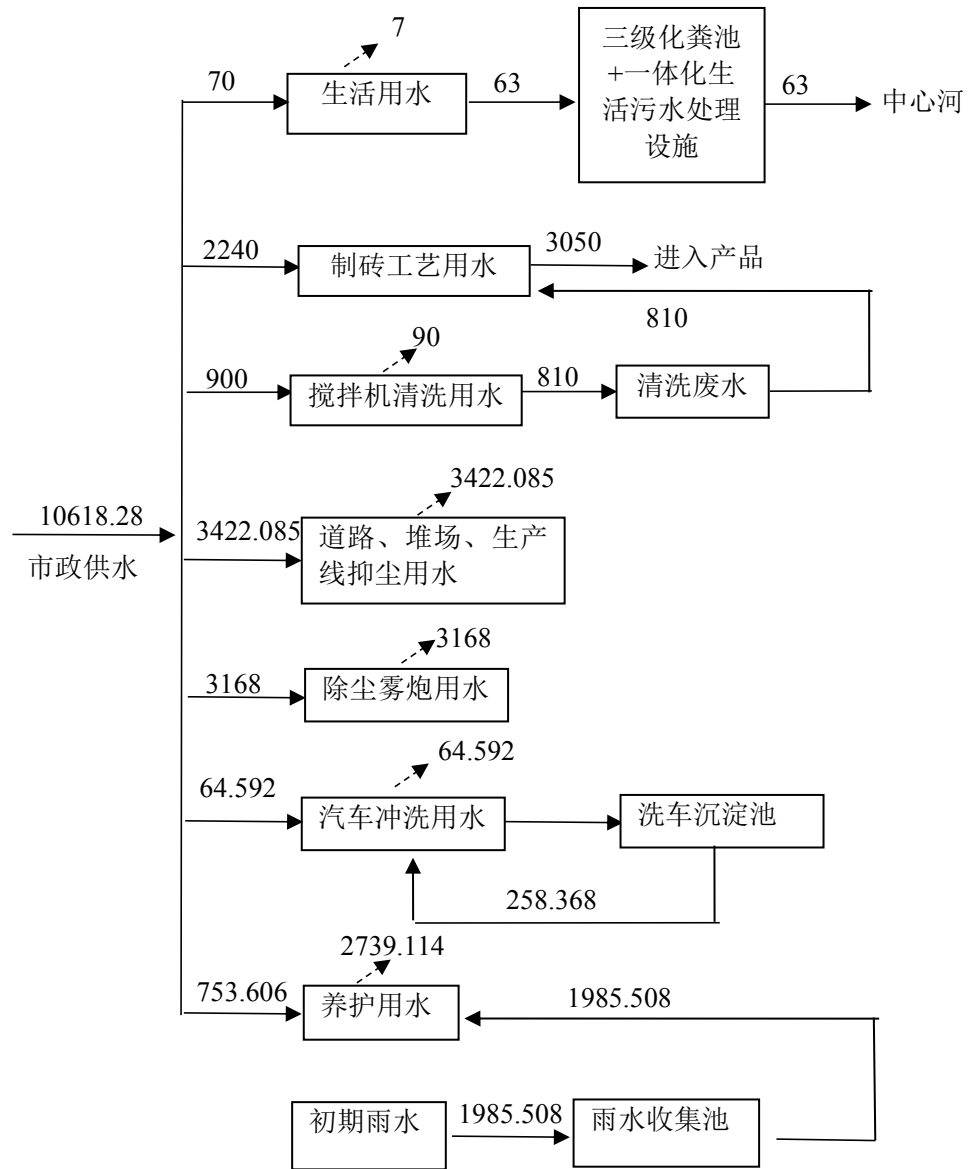 7
三级化粪池
+一体化生
活污水处理
设施
70
生活用水
63
63
中心河
2240
制砖工艺用水
3050
进入产品
810
90
900
搅拌机清洗用水
810
清洗废水
3422.085
10618.28
市政供水
3422.085
道路、堆场、生产
线抑尘用水
3168
3168
除尘雾炮用水
64.592
64.592
汽车冲洗用水
洗车沉淀池
258.368
2739.114
753.606
养护用水
1985.508
初期雨水
1985.508
雨水收集池